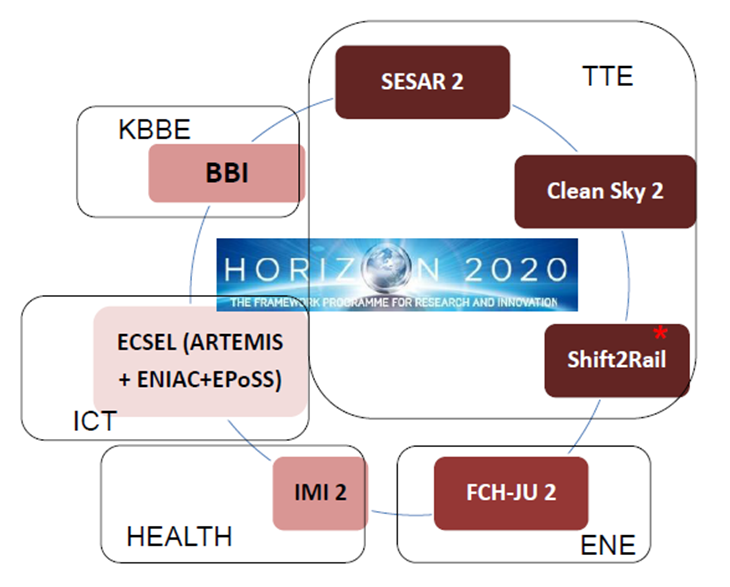 SESAR 2
TTE
KBBE
BBI
Clean Sky 2
HORIZON 2020
THE FRAMEWORK PROGRAMME FOR RESEARCH AND INNOVATION
ECSEL (ARTEMIS
+ ENIAC+EPoSS)
*
Shift2Rail
ICT
IMI 2
FCH-JU 2
HEALTH
ENE